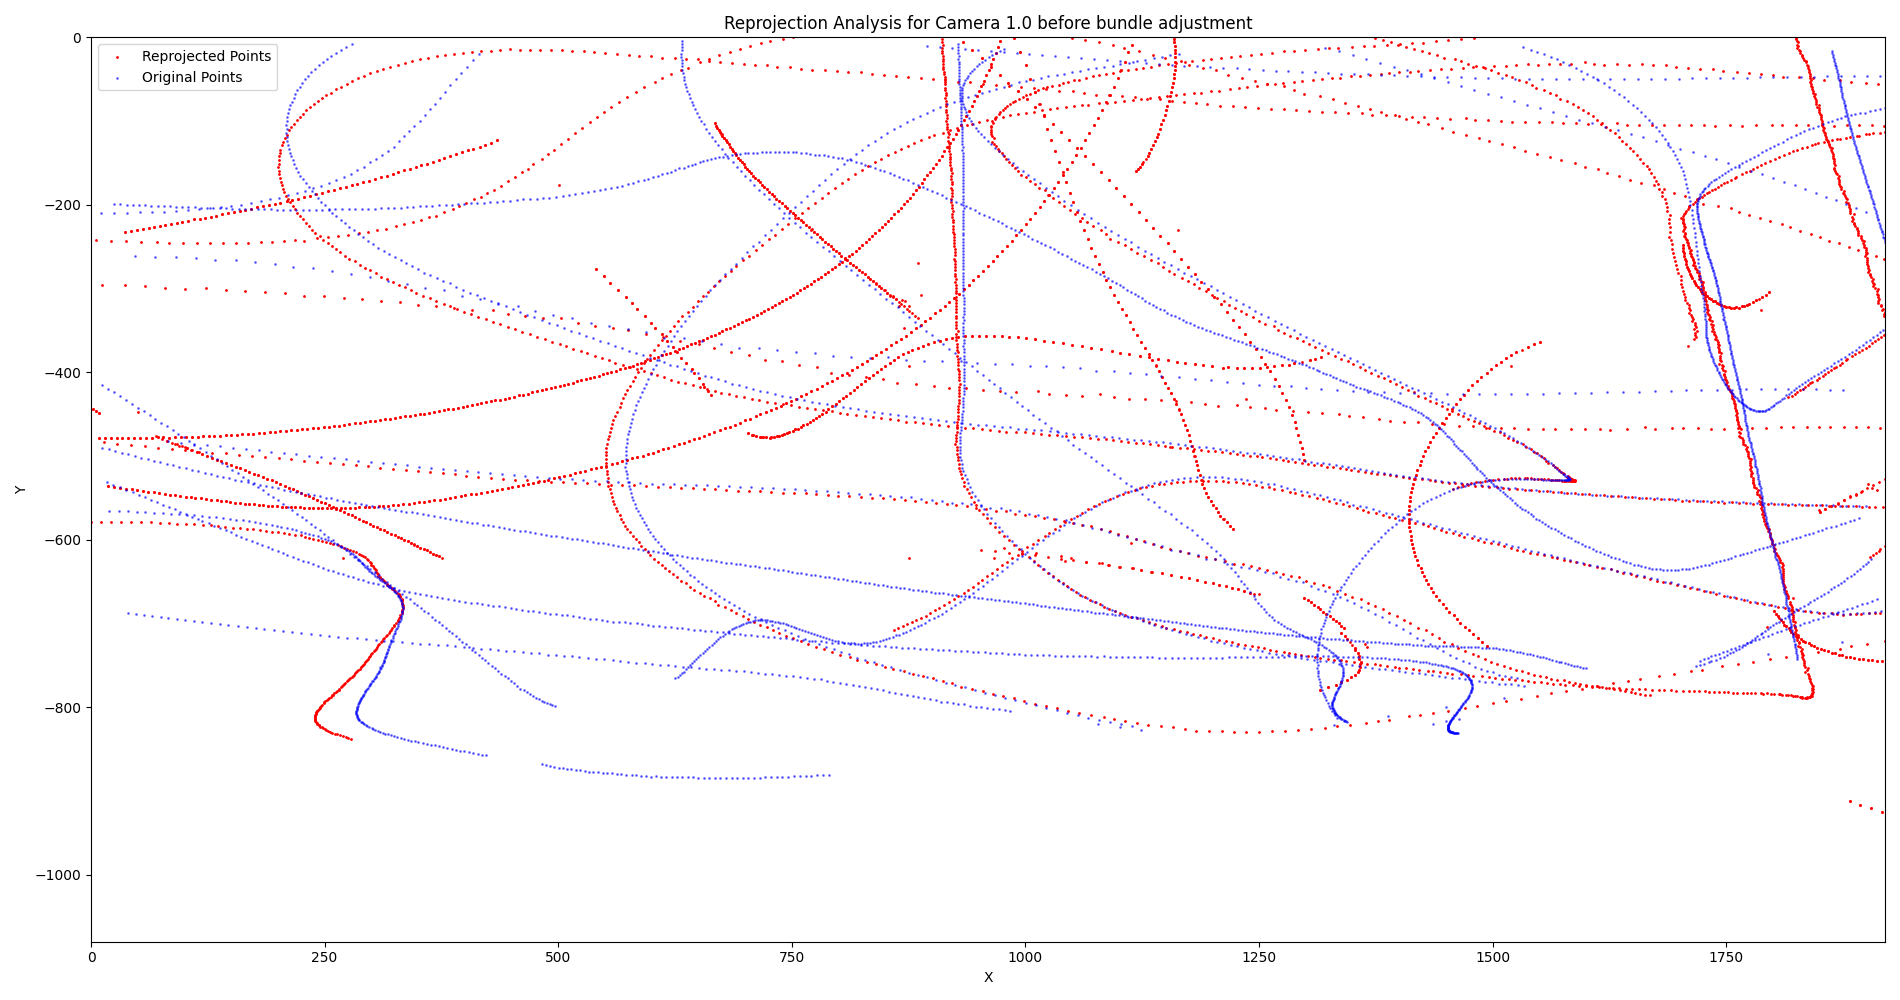 Reprojection Analysis for Camera 1.0 before bundle adjustment
Reprojected Points
Original Points
0
−200
−400
−600
−800
−1000
Y
0 250 500 750 1000 1250 1500 1750
X